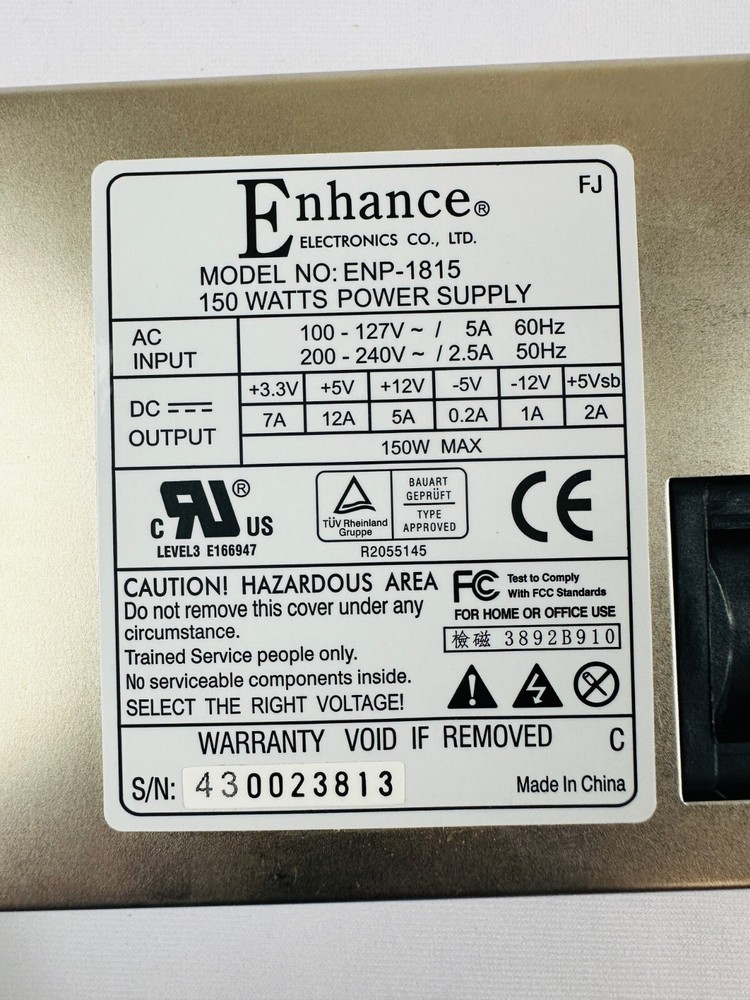 Enhance® FJ
ELECTRONICS CO., LTD.
MODEL NO: ENP-1815
150 WATTS POWER SUPPLY
AC INPUT
100 - 127V ~ / 5A 60Hz
200 - 240V ~ / 2.5A 50Hz
DC OUTPUT
+3.3V +5V +12V -5V -12V +5Vsb
7A 12A 5A 0.2A 1A 2A
150W MAX
c RU ® US
LEVEL3 E166947
TÜV Rheinland
Gruppe
BAUART
GEPRÜFT
TYPE
APPROVED
R2055145
CE
CAUTION! HAZARDOUS AREA
Do not remove this cover under any
circumstance.
Trained Service people only.
No serviceable components inside.
SELECT THE RIGHT VOLTAGE!
FC Test to Comply
With FCC Standards
FOR HOME OR OFFICE USE
檢磁 3892B910
WARRANTY VOID IF REMOVED C
S/N: 430023813 Made In China